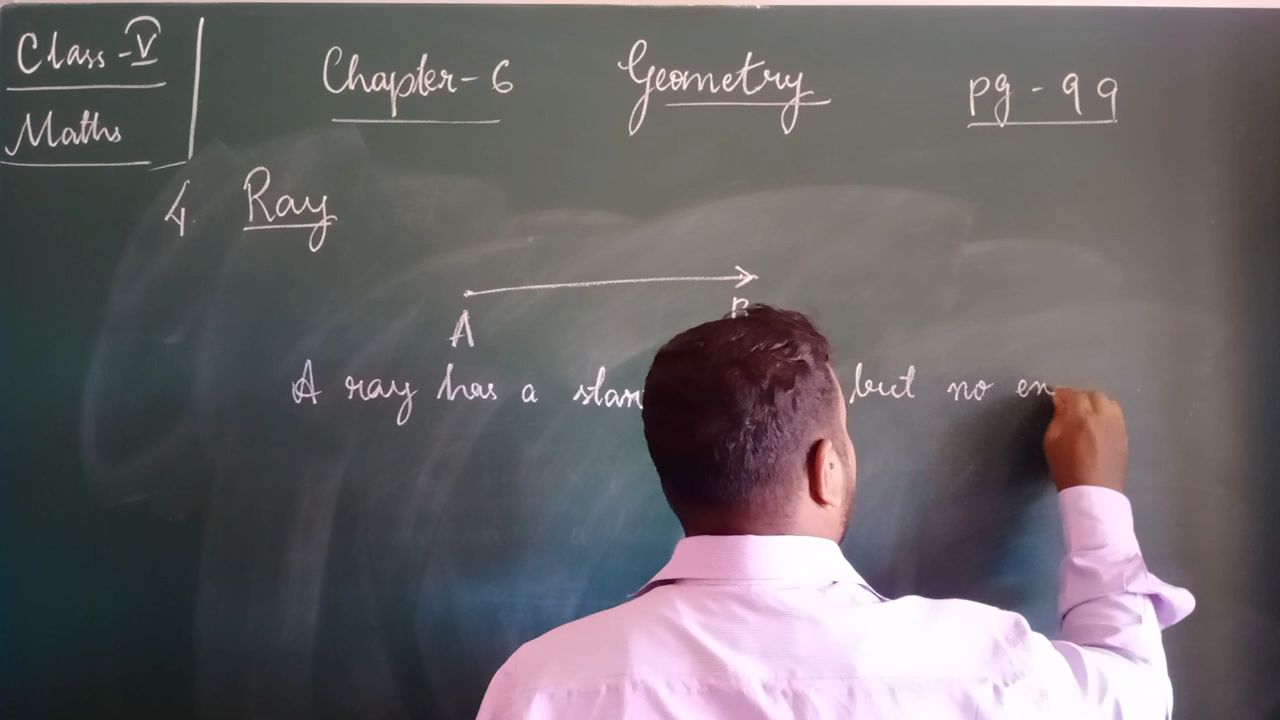 Class - V
Maths
Chapter - 6 Geometry pg - 99
4. Ray
A B
A ray has a but no